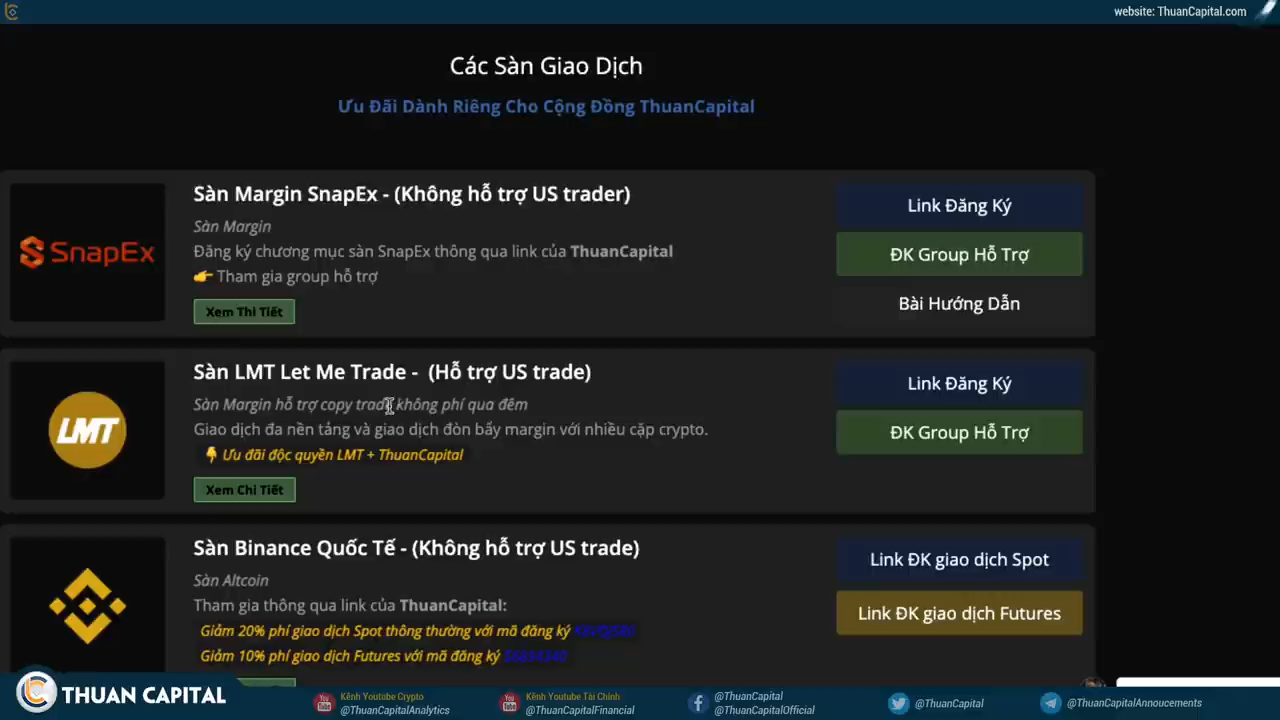 website: ThuanCapital.com
Các Sàn Giao Dịch
Ưu Đãi Dành Riêng Cho Cộng Đồng ThuanCapital
SnapEx
Sàn Margin SnapEx - (Không hỗ trợ US trader)
Sàn Margin
Đăng ký chương mục sàn SnapEx thông qua link của ThuanCapital
👉 Tham gia group hỗ trợ
Xem Thi Tiết
Link Đăng Ký
ĐK Group Hỗ Trợ
Bài Hướng Dẫn
LMT
Sàn LMT Let Me Trade - (Hỗ trợ US trade)
Sàn Margin hỗ trợ copy trade không phí qua đêm
Giao dịch đa nền tảng và giao dịch đòn bẩy margin với nhiều cặp crypto.
👇 Ưu đãi độc quyền LMT + ThuanCapital
Xem Chi Tiết
Link Đăng Ký
ĐK Group Hỗ Trợ
Sàn Binance Quốc Tế - (Không hỗ trợ US trade)
Sàn Altcoin
Tham gia thông qua link của ThuanCapital:
Giảm 20% phí giao dịch Spot thông thường với mã đăng ký
Giảm 10% phí giao dịch Futures với mã đăng ký
Link ĐK giao dịch Spot
Link ĐK giao dịch Futures
THUAN CAPITAL
Kênh Youtube Crypto
@ThuanCapitalAnalytics
Kênh Youtube Tài Chính
@ThuanCapitalFinancial
@ThuanCapital
@ThuanCapitalOfficial
@ThuanCapital
@ThuanCapitalAnnoucements